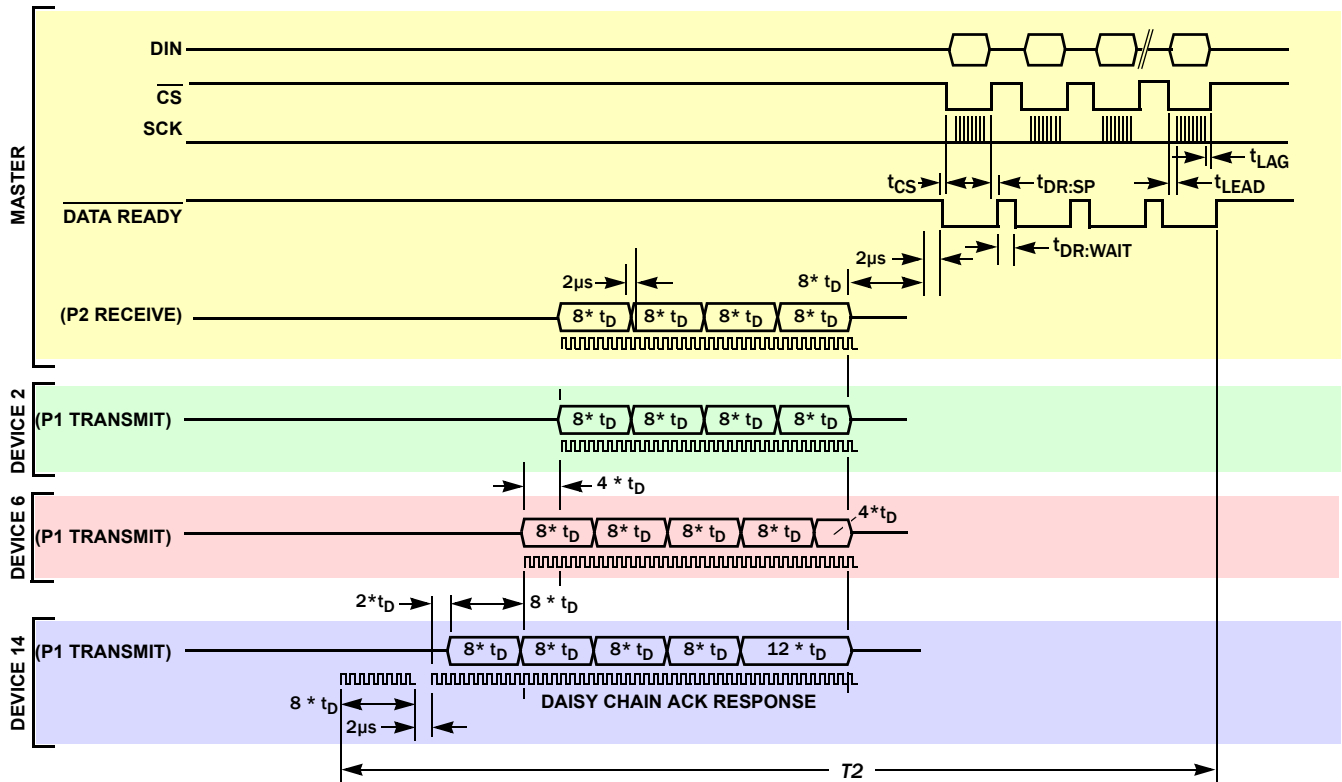 MASTER
DIN
CS
SCK
tLAG
tCS
tDR:SP
tLEAD
DATA READY
tDR:WAIT
2µs
8* tD
2µs
(P2 RECEIVE)
8* tD 8* tD 8* tD 8* tD
DEVICE 2
(P1 TRANSMIT)
8* tD 8* tD 8* tD 8* tD
4 * tD
DEVICE 6
(P1 TRANSMIT)
8* tD 8* tD 8* tD 8* tD
4*tD
2*tD
8 * tD
DEVICE 14
(P1 TRANSMIT)
8* tD 8* tD 8* tD 8* tD 12 * tD
DAISY CHAIN ACK RESPONSE
8 * tD
2µs
T2